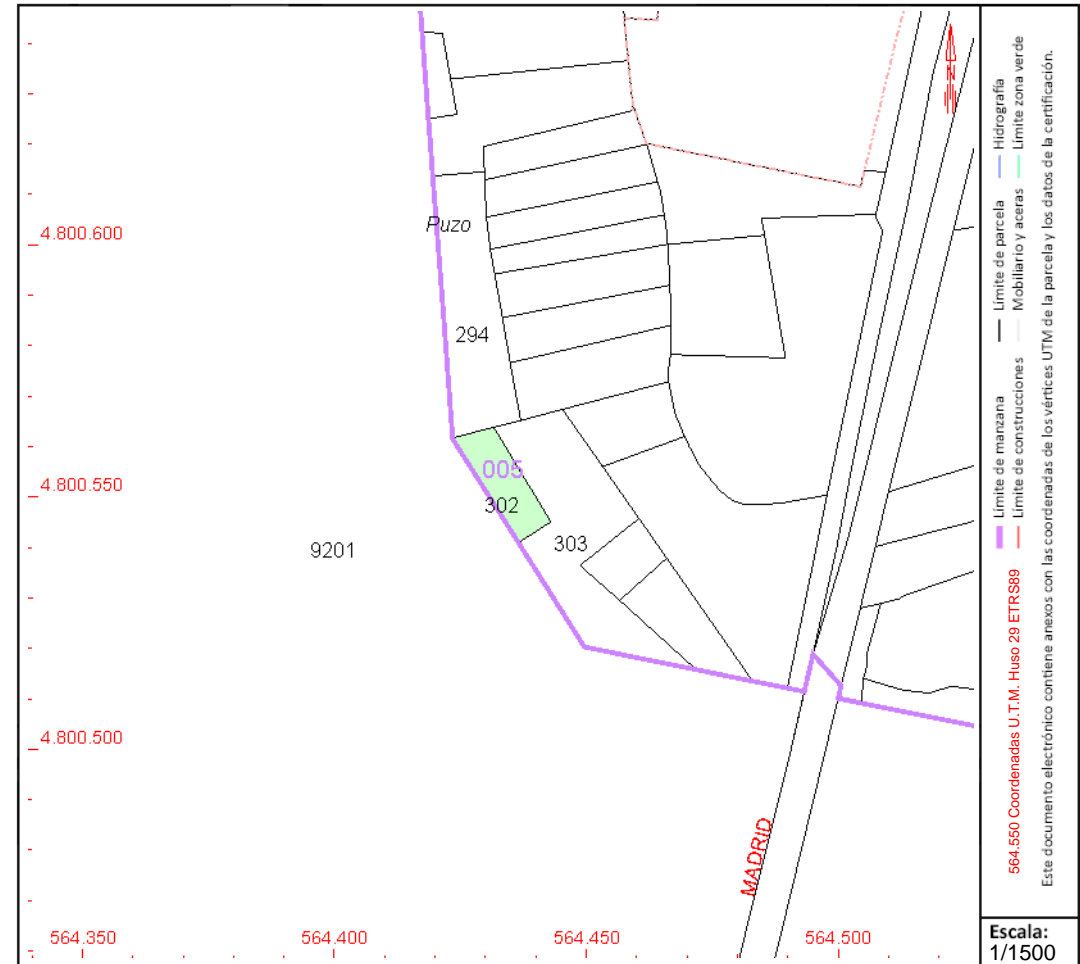 4.800.600
Puzo
294
4.800.550
005
302
303
9201
4.800.500
MADRID
564.350
564.400
564.450
564.500
N
Límite de manzana
Límite de parcela
Hidrografía
Límite de construcciones
Mobiliario y aceras
Límite zona verde
564.550 Coordenadas U.T.M. Huso 29 ETRS89
Este documento electrónico contiene anexos con las coordenadas de los vértices UTM de la parcela y los datos de la certificación.
Escala:
1/1500